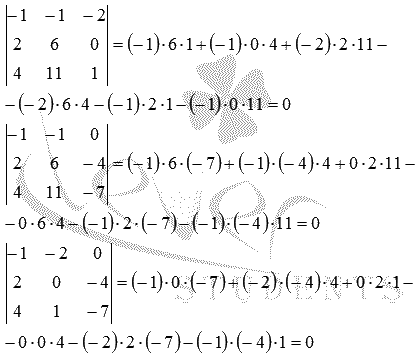 |−1 −1 −2|
|2 6 0| =(−1)·6·1+(−1)·0·4+(−2)·2·11−
|4 11 1|
−(−2)·6·4−(−1)·2·1−(−1)·0·11=0
|−1 −1 0|
|2 6 −4| =(−1)·6·(−7)+(−1)·(−4)·4+0·2·11−
|4 11 −7|
−0·6·4−(−1)·2·(−7)−(−1)·(−4)·11=0
|−1 −2 0|
|2 0 −4| =(−1)·0·(−7)+(−2)·(−4)·4+0·2·1−
|4 1 −7|
STUDENTS
−0·0·4−(−2)·2·(−7)−(−1)·(−4)·1=0